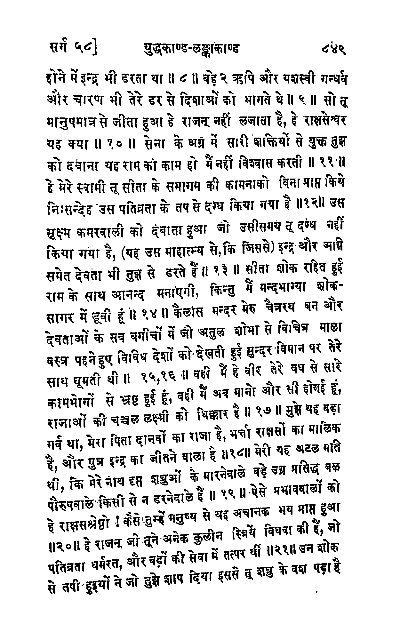 सर्ग ५८] युद्धकाण्ड-लङ्काकाण्ड ८४९
होने में इन्द्र भी डरता था ॥ ८ ॥ बड़े २ ऋषि और यशस्वी गन्धर्व
और चारण भी तेरे डर से दिशाओं को भागते थे ॥ ९ ॥ सो तू
मानुषमात्र से जीता हुआ हे राजन् नहीं लजाता है, हे राक्षसेश्वर
यह क्या ॥ १० ॥ सेना के अग्र में सारी शक्तियों से युक्त तुझ
को दबाना यह राम का काम हो मैं नहीं विश्वास करती ॥ ११ ॥
हे मेरे स्वामी तू सीता के समागम की कामनाको बिना प्राप्त किये
निःसन्देह उस पतिव्रता के तप से दग्ध किया गया है ॥१२॥ उस
सूक्ष्म कमरवाली को दबाता हुआ जो उसीसमय तू दग्ध नहीं
किया गया है, (यह उस माहात्म्य से, कि जिससे) इन्द्र और अग्नि
समेत देवता भी तुझ से डरते हैं ॥ १३ ॥ सीता शोक रहित हुई
राम के साथ आनन्द मनाएगी, किन्तु मैं मन्दभाग्या शोक-
सागर में डूबी हूं ॥ १४ ॥ कैलास मन्दर मेरु चैत्ररथ बन और
देवताओं के सब बगीचों में जो अतुल शोभा से विचित्र माला
वस्त्र पहने हुए विविध देशों को देखती हुई सुन्दर विमान पर तेरे
साथ घूमती थी ॥ १५,१६ ॥ वही मैं हे वीर तेरे वध से सारे
कामभोगों से भ्रष्ट हुई हूं, वही मैं अब मानो और सी होगई हूं,
राजाओं की चञ्चल लक्ष्मी को धिक्कार है ॥ १७ ॥ मुझे यह बड़ा
गर्व था, मेरा पिता दानवों का राजा है, भर्ता राक्षसों का मालिक
है, और पुत्र इन्द्र का जीतने वाला है ॥१८॥ मेरी यह अटल मति
थी, कि मेरे नाथ दृप्त शत्रुओं के मारनेवाले बड़े उग्र प्रसिद्ध बल
पौरुषवाले किसी से न डरनेवाले हैं ॥ १९ ॥ ऐसे प्रभाववालों को
हे राक्षसश्रेष्ठो ! कैसे तुम्हें मनुष्य से यह अचानक भय प्राप्त हुआ
॥२०॥ हे राजन् जो तूने अनेक कुलीन स्त्रियें विधवा की हैं, जो
पतिव्रता धर्मरत, और बड़ों की सेवा में तत्पर थीं ॥२१॥ उन शोक
से तपी हुइयों ने जो तुझे शाप दिया इससे तू शत्रु के वश पड़ा है